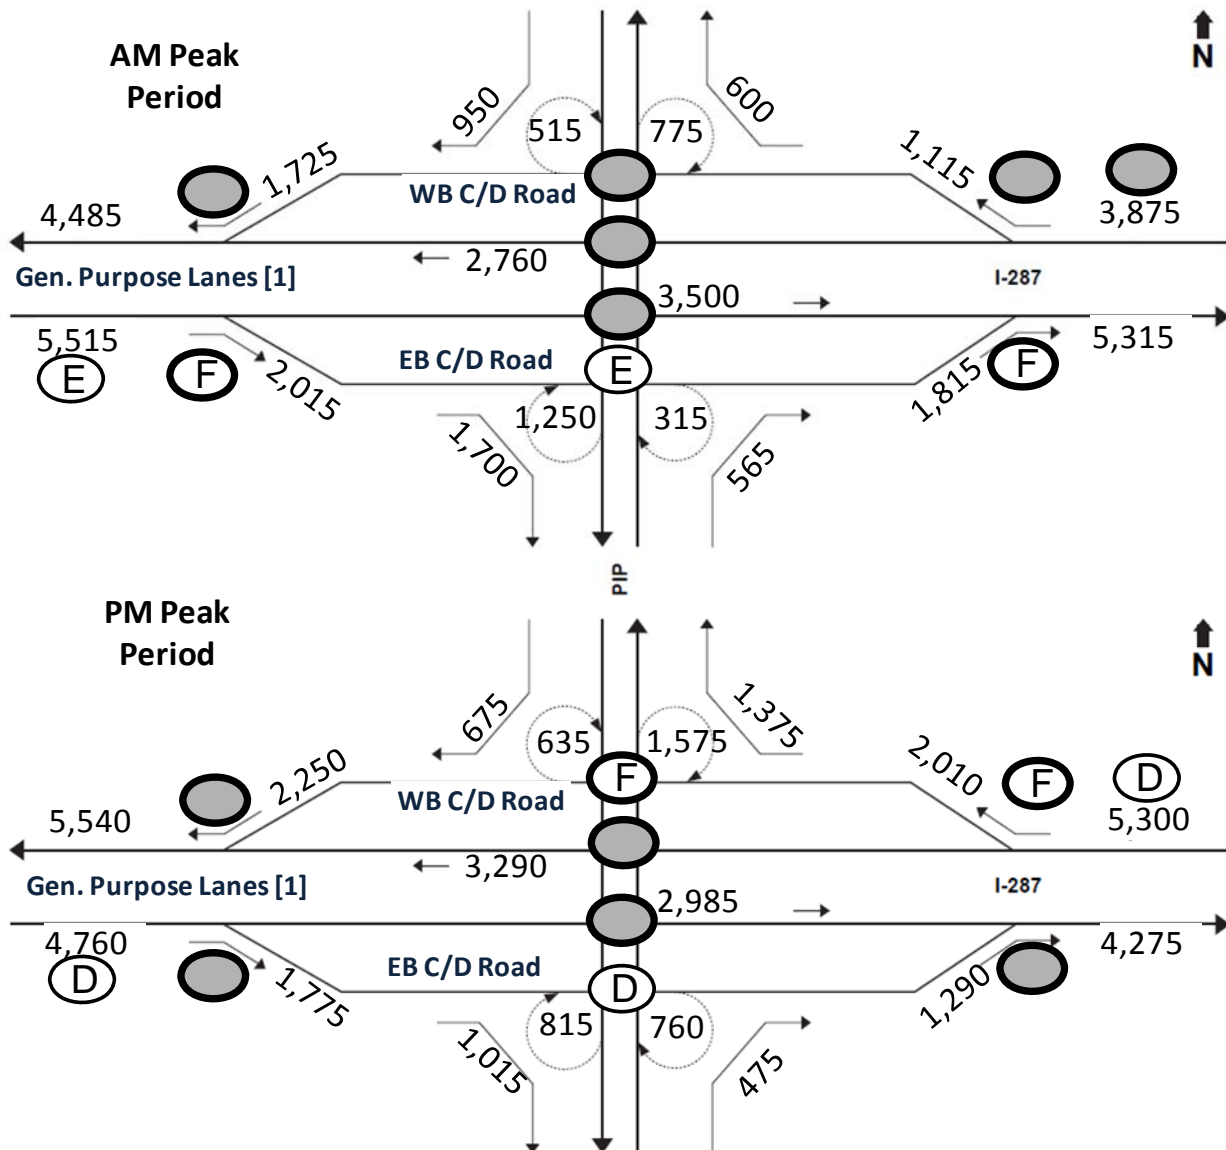 AM Peak
Period
N
950
515
775
600
1,725
WB C/D Road
1,115
4,485
3,875
2,760
Gen. Purpose Lanes [1]
I-287
3,500
5,515
5,315
EB C/D Road
E
F
2,015
E
1,815
F
1,250
315
1,700
565
PIP
PM Peak
Period
N
675
635
1,575
1,375
2,250
WB C/D Road
F
2,010
F
D
5,540
5,300
3,290
Gen. Purpose Lanes [1]
I-287
2,985
4,760
4,275
EB C/D Road
D
1,775
D
1,290
815
760
1,015
475